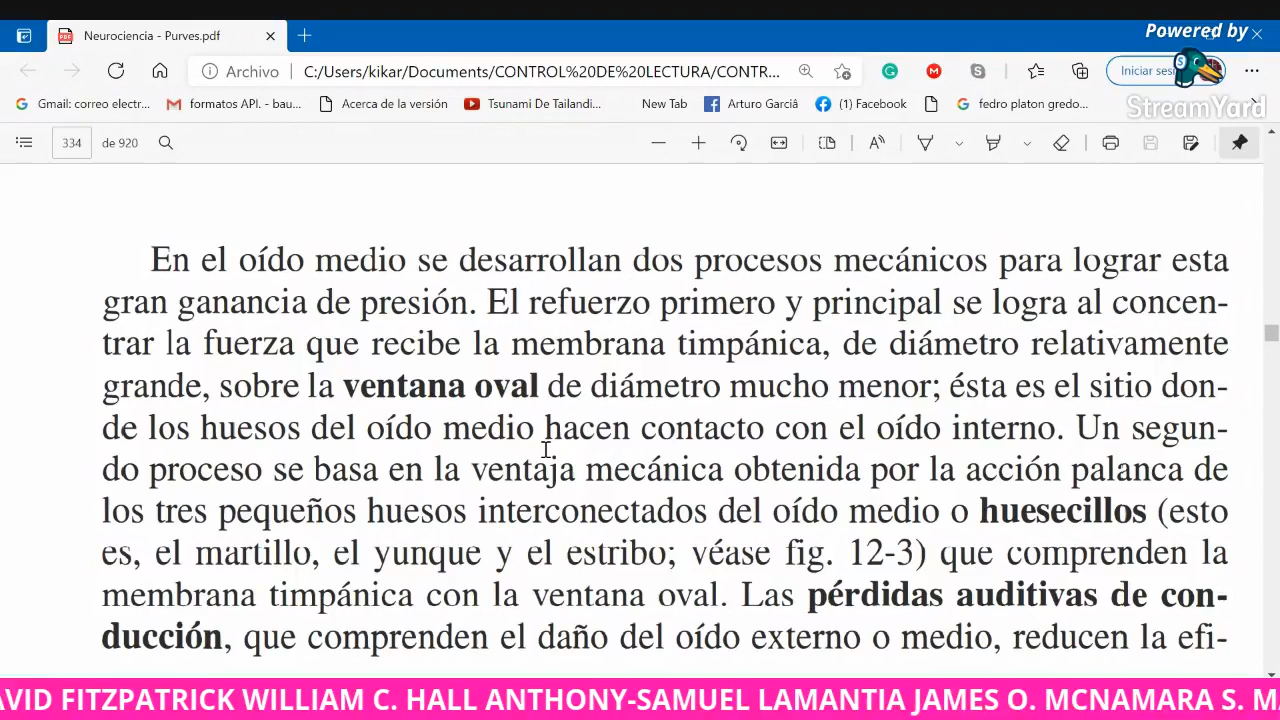 Powered by
Neurociencia - Purves.pdf
Archivo
C:/Users/kikar/Documents/CONTROL%20DE%20LECTURA/CONTR...
Iniciar sesi
StreamYard
Gmail: correo electr...
formatos API. - bau...
Acerca de la versió
Tsunami De Tailandi...
New Tab
Arturo Garciâ
(1) Facebook
fedro platon gredo...
334
de 920
En el oído medio se desarrollan dos procesos mecánicos para lograr esta
gran ganancia de presión. El refuerzo primero y principal se logra al concen-
trar la fuerza que recibe la membrana timpánica, de diámetro relativamente
grande, sobre la ventana oval de diámetro mucho menor; ésta es el sitio don-
de los huesos del oído medio hacen contacto con el oído interno. Un segun-
do proceso se basa en la ventaja mecánica obtenida por la acción palanca de
los tres pequeños huesos interconectados del oído medio o huesecillos (esto
es, el martillo, el yunque y el estribo; véase fig. 12-3) que comprenden la
membrana timpánica con la ventana oval. Las pérdidas auditivas de con-
ducción, que comprenden el daño del oído externo o medio, reducen la efi-
AVID FITZPATRICK WILLIAM C. HALL ANTHONY-SAMUEL LAMANTIA JAMES O. MCNAMARA S. MA